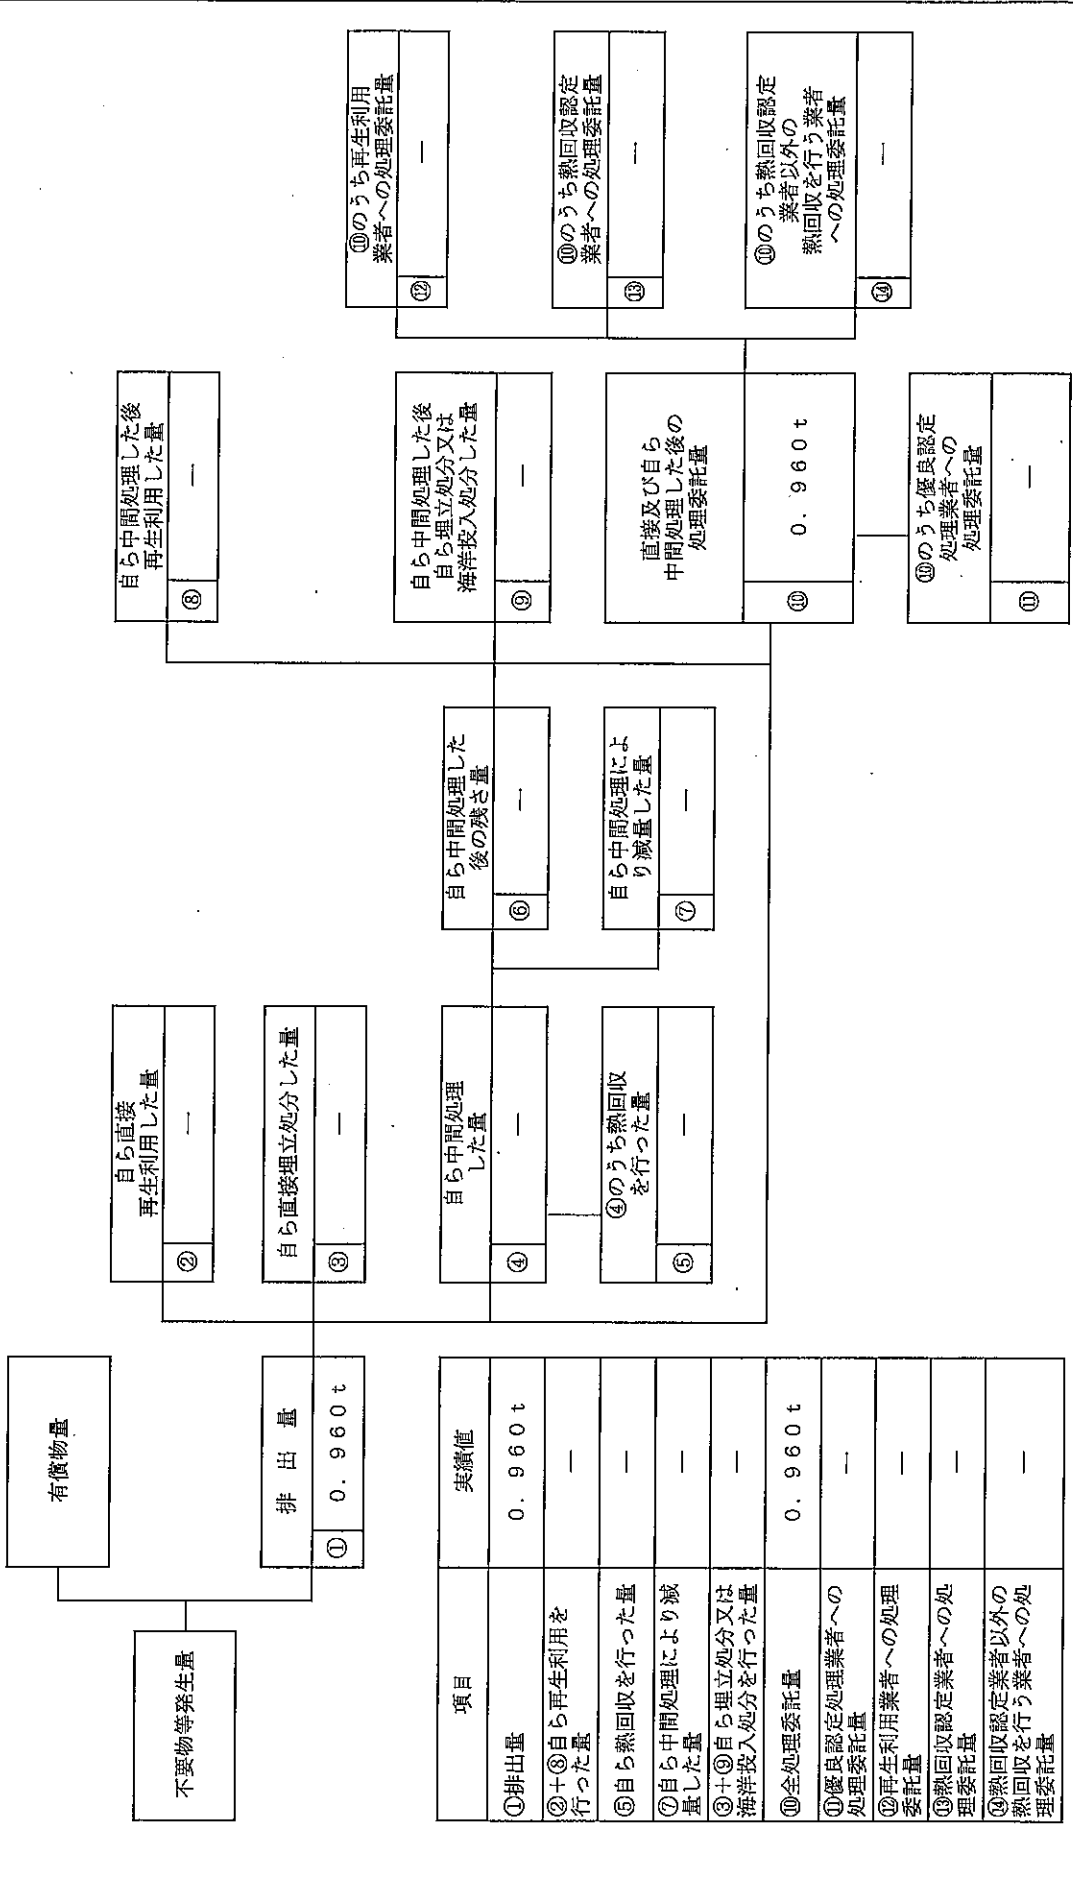 不要物等発生量
有償物量
排 出 量
① 0.960t
自ら直接
再生利用した量
② ―
自ら直接埋立処分した量
③ ―
自ら中間処理
した量
④ ―
④のうち熱回収
を行った量
⑤ ―
自ら中間処理した
後の残さ量
⑥ ―
自ら中間処理によ
り減量した量
⑦ ―
自ら中間処理した後
再生利用した量
⑧ ―
自ら中間処理した後
自ら埋立処分又は
海洋投入処分した量
⑨ ―
直接及び自ら
中間処理した後の
処理委託量
⑩ 0.960t
⑩のうち優良認定
処理業者への
処理委託量
⑪ ―
⑩のうち再生利用
業者への処理委託量
⑫ ―
⑩のうち熱回収認定
業者への処理委託量
⑬ ―
⑩のうち熱回収認定
業者以外の
熱回収を行う業者
への処理委託量
⑭ ―
項目 実績値
①排出量 0.960t
②+⑧自ら再生利用を
行った量 ―
⑤自ら熱回収を行った量 ―
⑦自ら中間処理により減
量した量 ―
③+⑨自ら埋立処分又は
海洋投入処分を行った量 ―
⑩全処理委託量 0.960t
⑪優良認定処理業者への
処理委託量 ―
⑫再生利用業者への処理
委託量 ―
⑬熱回収認定業者への処
理委託量 ―
⑭熱回収認定業者以外の
熱回収を行う業者への処
理委託量 ―